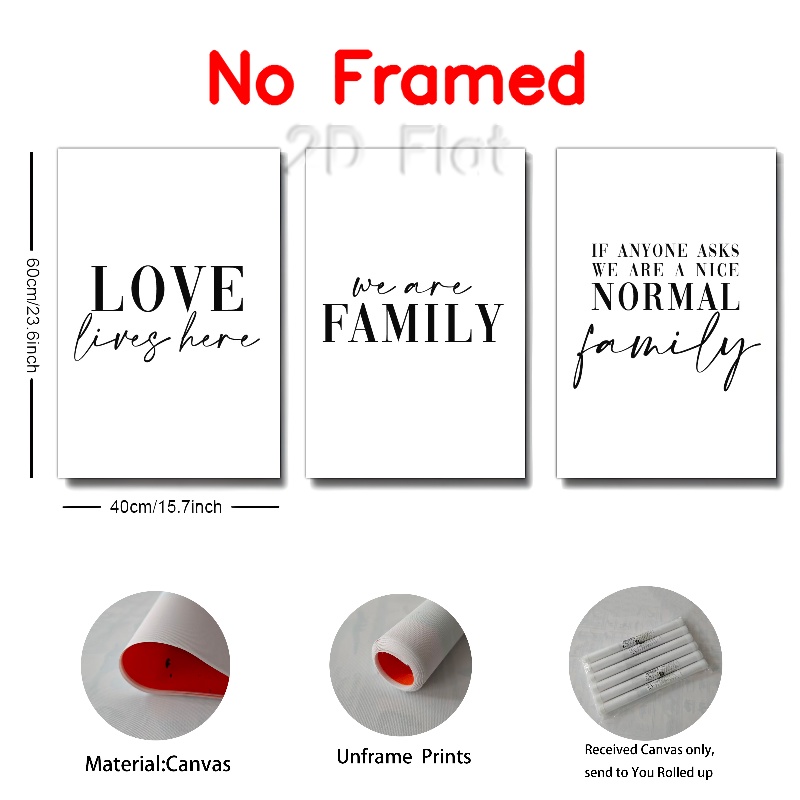 No Framed
2D Flat
60cm/23.6inch
LOVE
lives here
we are
FAMILY
IF ANYONE ASKS
WE ARE A NICE
NORMAL
family
40cm/15.7inch
Material:Canvas
Unframe Prints
Received Canvas only,
send to You Rolled up